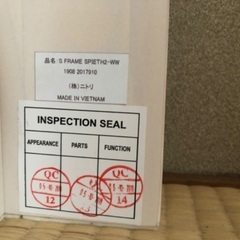 品名: S FRAME SPIETH2-WW
1908 2017910
(株)ニトリ
MADE IN VIETNAM
INSPECTION SEAL
APPEARANCE PARTS FUNCTION
QC QC
12 14